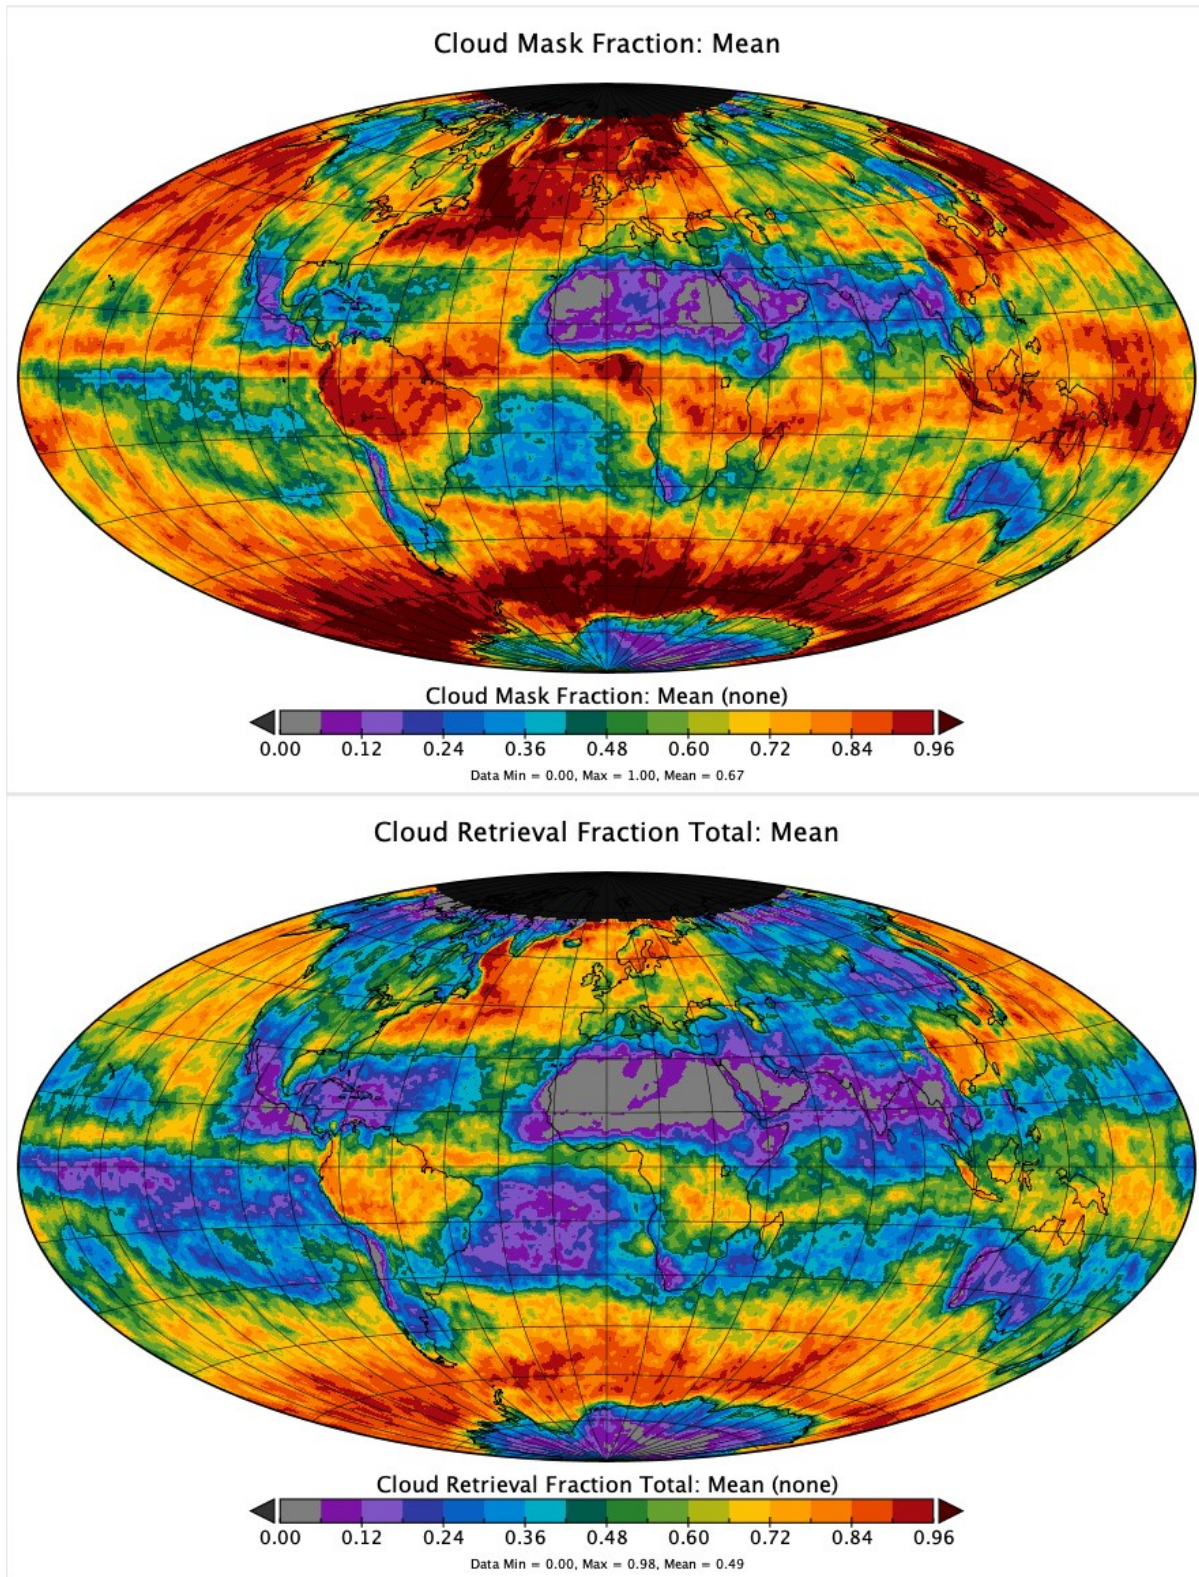 Cloud Mask Fraction: Mean
Cloud Mask Fraction: Mean (none)
0.00 0.12 0.24 0.36 0.48 0.60 0.72 0.84 0.96
Data Min = 0.00, Max = 1.00, Mean = 0.67
Cloud Retrieval Fraction Total: Mean
Cloud Retrieval Fraction Total: Mean (none)
0.00 0.12 0.24 0.36 0.48 0.60 0.72 0.84 0.96
Data Min = 0.00, Max = 0.98, Mean = 0.49